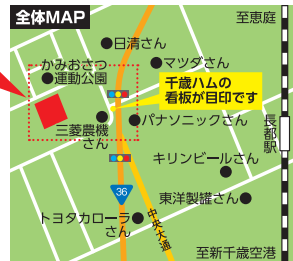 全体MAP
至恵庭
日清さん
マツダさん
かみおさつ
運動公園
千歳ハムの
看板が目印です
三菱農機
さん
パナソニックさん
長都駅
キリンビールさん
36
東洋製罐さん
トヨタカローラ
さん
中央大通
至新千歳空港